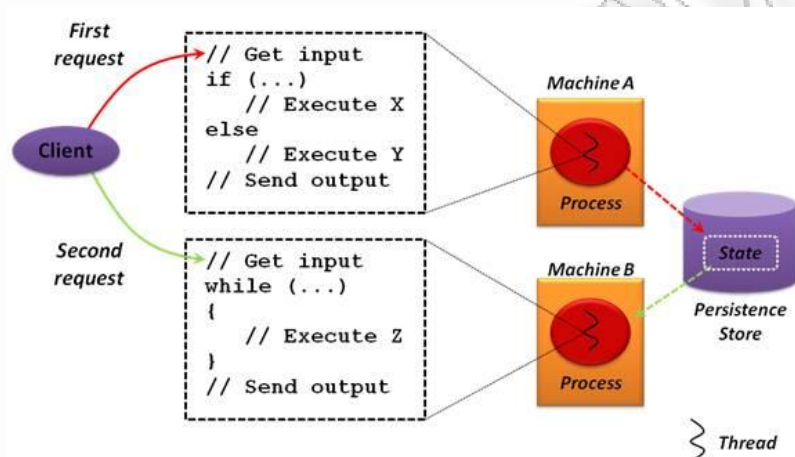 First
request
// Get input
if (...)
// Execute X
else
// Execute Y
// Send output
Client
Machine A
Process
State
Persistence
Store
Second
request
// Get input
while (...)
{
// Execute Z
}
// Send output
Machine B
Process
Thread